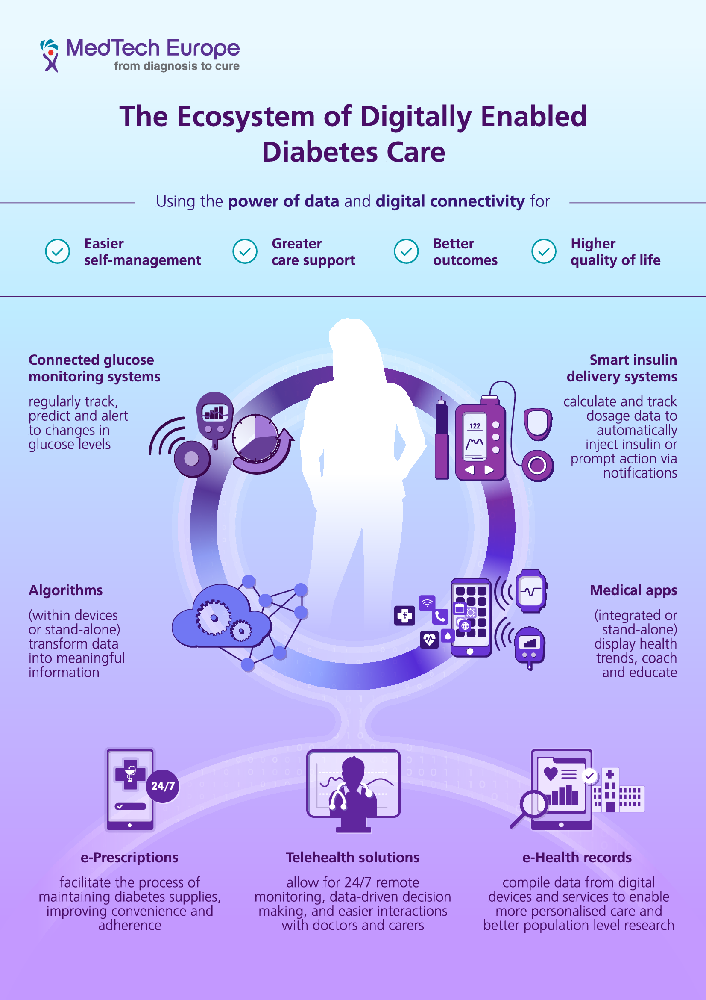 MedTech Europe
from diagnosis to cure
The Ecosystem of Digitally Enabled
Diabetes Care
Using the power of data and digital connectivity for
Easier
self-management
Greater
care support
Better
outcomes
Higher
quality of life
Connected glucose
monitoring systems
regularly track,
predict and alert
to changes in
glucose levels
Smart insulin
delivery systems
calculate and track
dosage data to
automatically
inject insulin or
prompt action via
notifications
122
Algorithms
(within devices
or stand-alone)
transform data
into meaningful
information
Medical apps
(integrated or
stand-alone)
display health
trends, coach
and educate
24/7
e-Prescriptions
facilitate the process of
maintaining diabetes supplies,
improving convenience and
adherence
Telehealth solutions
allow for 24/7 remote
monitoring, data-driven decision
making, and easier interactions
with doctors and carers
e-Health records
compile data from digital
devices and services to enable
more personalised care and
better population level research